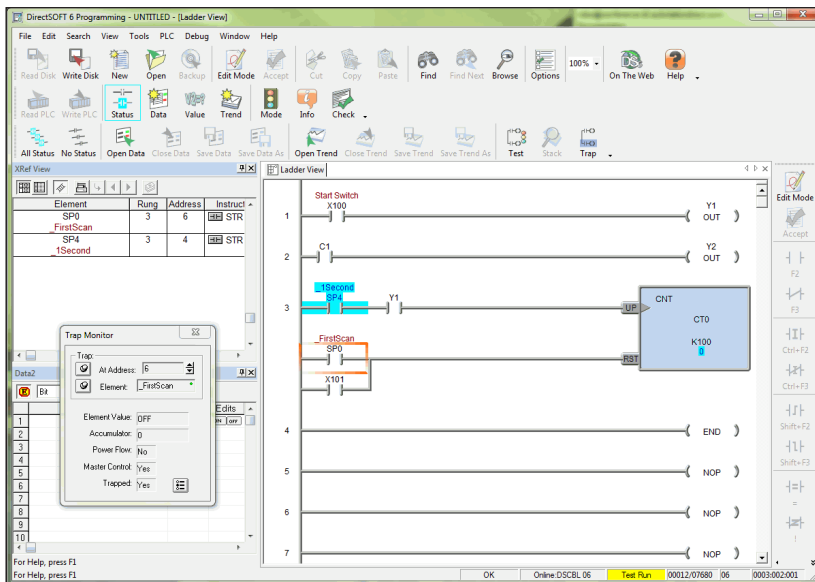 DirectSOFT 6 Programming - UNTITLED - [Ladder View]
File Edit Search View Tools PLC Debug Window Help
Read Disk Write Disk New Open Backup Edit Mode Accept Cut Copy Paste Find Find Next Browse Options 100% On The Web Help
Read PLC Write PLC Status Data Value Trend Mode Info Check
All Status No Status Open Data Close Data Save Data Save Data As Open Trend Close Trend Save Trend Save Trend As Test Stack Trap
XRef View
Element Rung Address Instruct
SP0 3 6 STR
_FirstScan
SP4 3 4 STR
_1Second
Trap Monitor
Trap:
At Address: 6
Element: _FirstScan *
Element Value: OFF
Accumulator: 0
Power Flow: No
Master Control: Yes
Trapped: Yes
Data2
Bit
Edits
OFF
1
2
3
4
5
6
7
8
9
10
Ladder View
Start Switch
X100 Y1
1 OUT
C1 Y2
2 OUT
_1Second
SP4 Y1
3 UP CNT
CT0
K100
0
_FirstScan
SP0
RST
X101
4 END
5 NOP
6 NOP
7 NOP
Edit Mode
Accept
F2
F3
Ctrl+F2
Ctrl+F3
Shift+F2
Shift+F3
=
!
For Help, press F1
For Help, press F1
OK Online:DSCBL 06 Test Run 00012/07680 06 0003:002:001